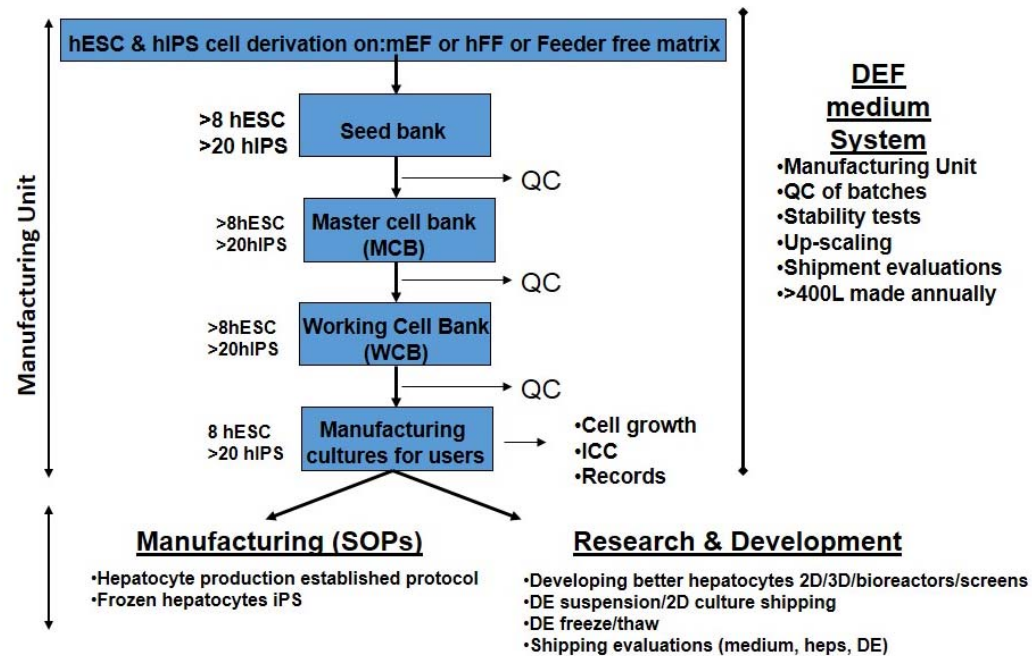 hESC & hIPS cell derivation on:mEF or hFF or Feeder free matrix
>8 hESC
>20 hIPS
Seed bank
QC
>8hESC
>20hIPS
Master cell bank
(MCB)
QC
>8hESC
>20hIPS
Working Cell Bank
(WCB)
QC
8 hESC
>20 hIPS
Manufacturing
cultures for users
•Cell growth
•ICC
•Records
Manufacturing Unit
DEF
medium
System
•Manufacturing Unit
•QC of batches
•Stability tests
•Up-scaling
•Shipment evaluations
•>400L made annually
Manufacturing (SOPs)
•Hepatocyte production established protocol
•Frozen hepatocytes iPS
Research & Development
•Developing better hepatocytes 2D/3D/bioreactors/screens
•DE suspension/2D culture shipping
•DE freeze/thaw
•Shipping evaluations (medium, heps, DE)